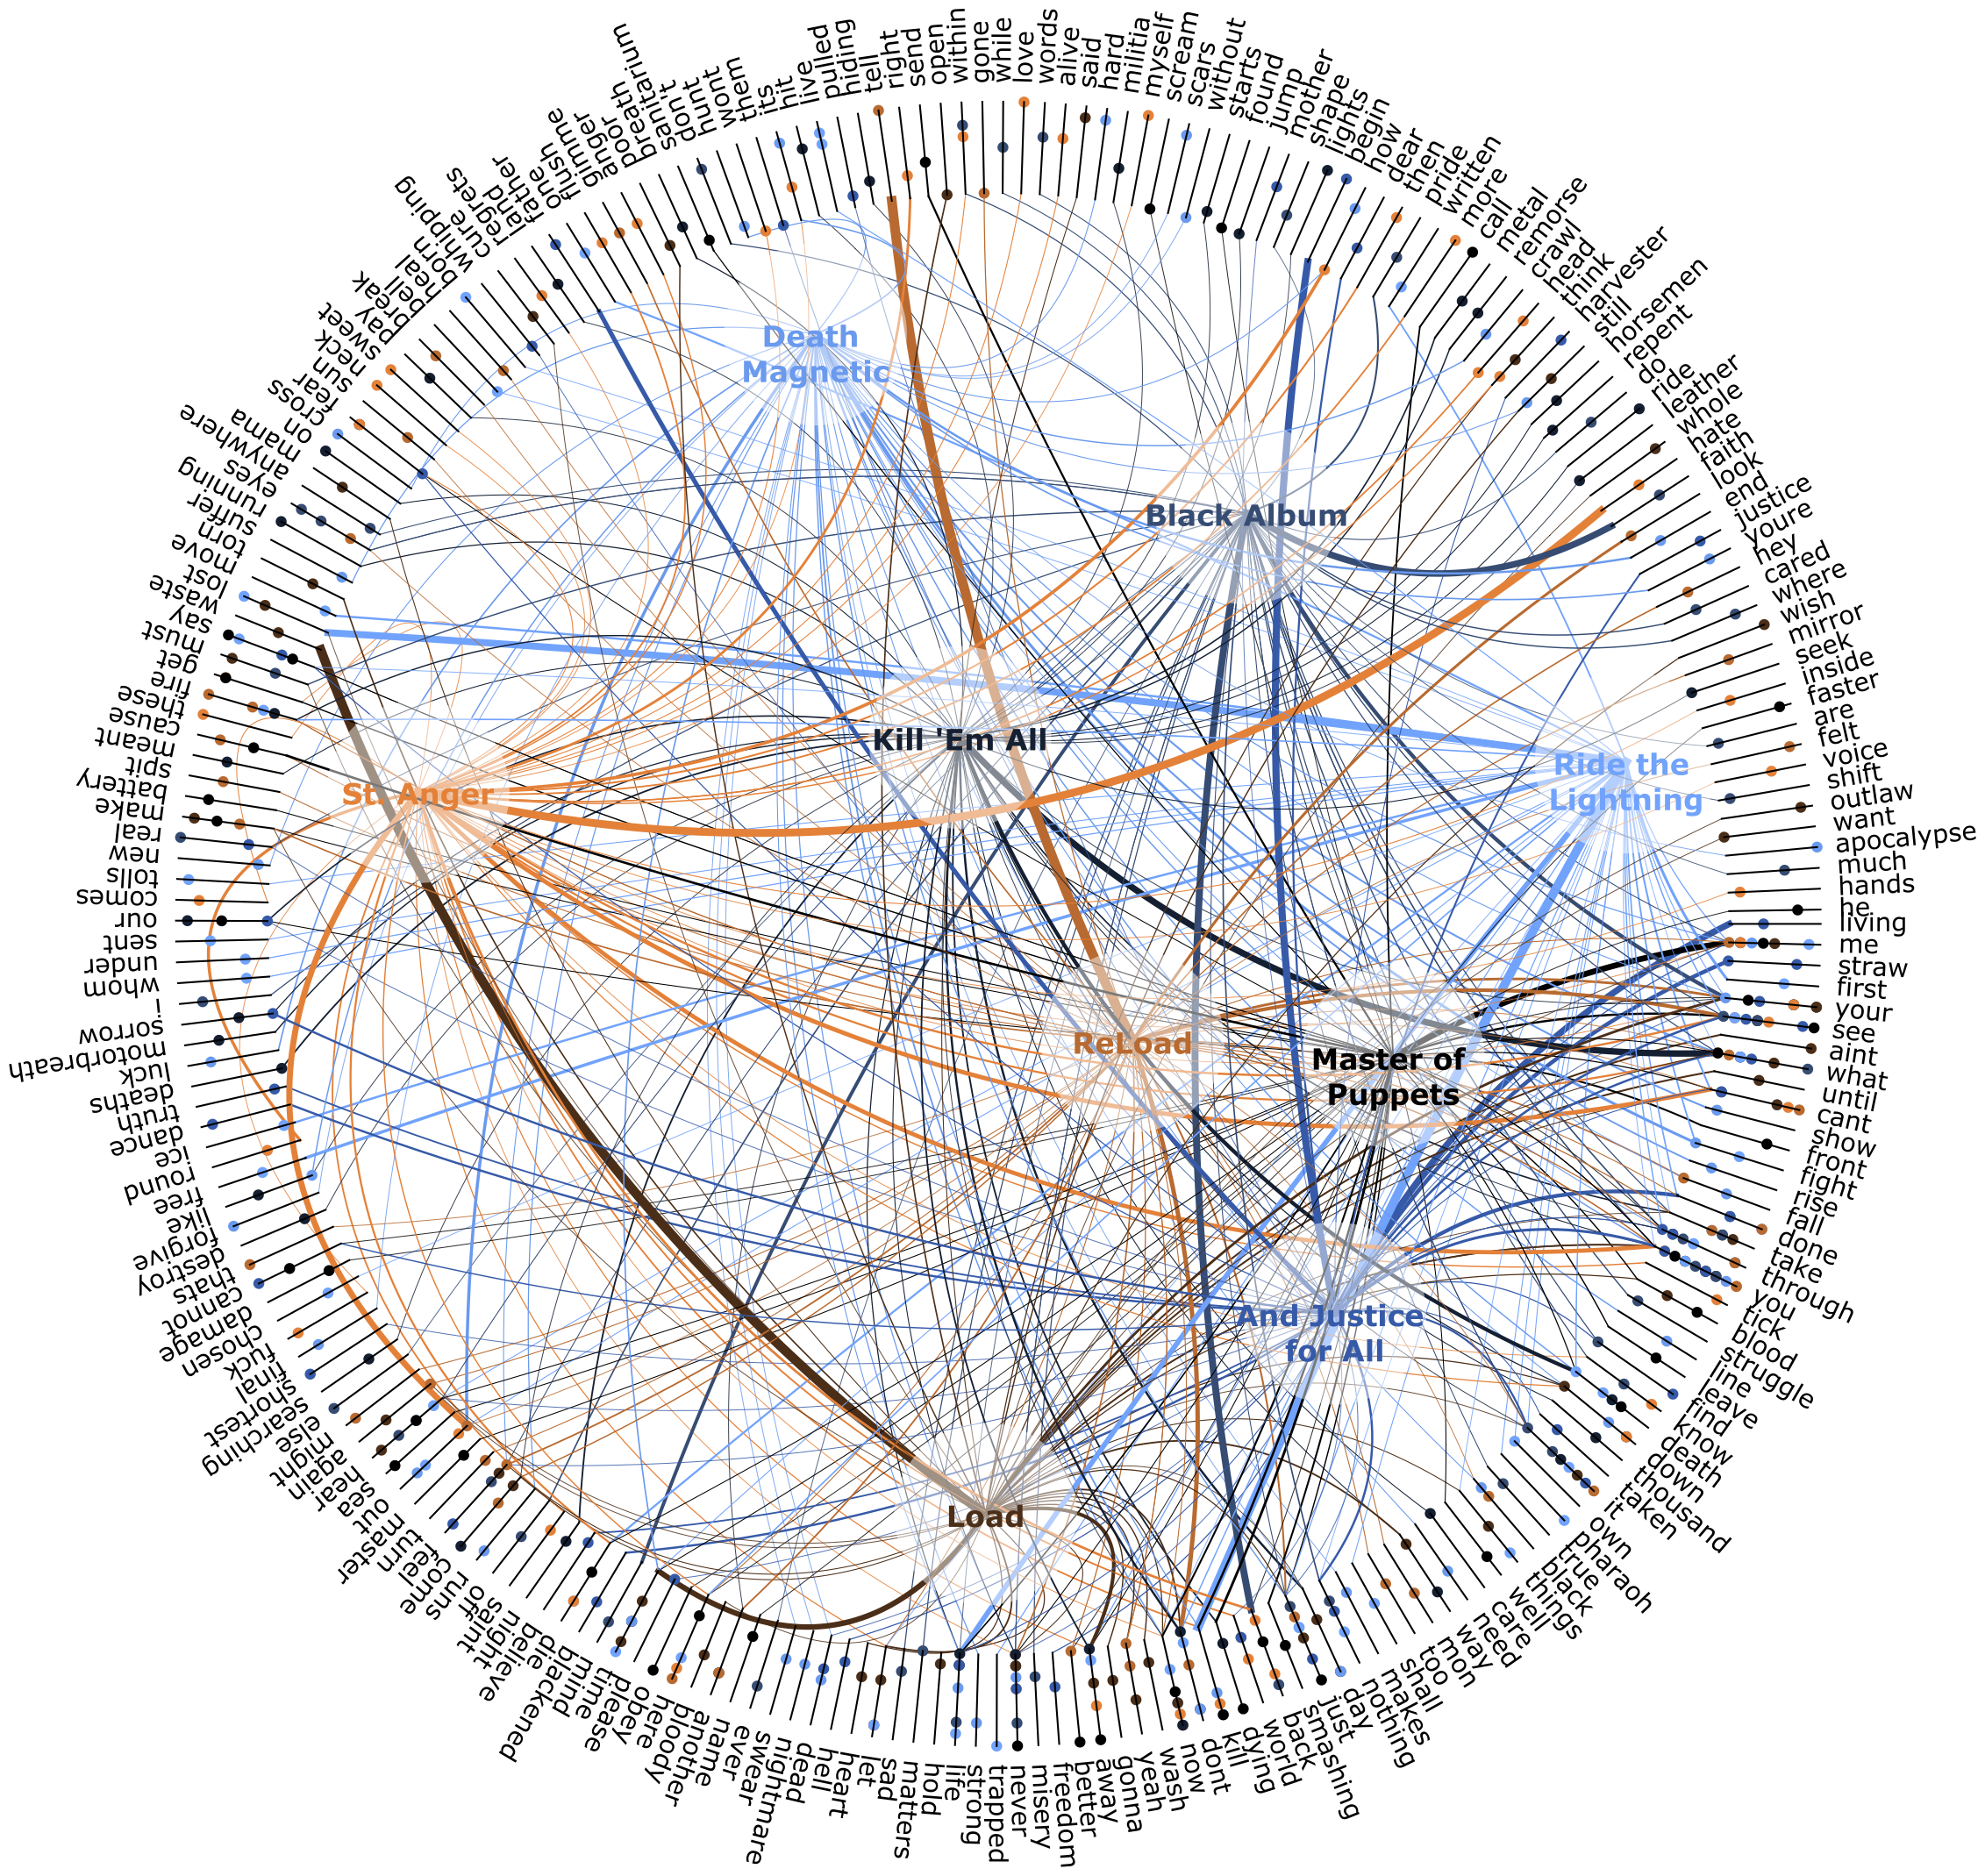 within
gone
while
love
words
alive
said
hard
militia
myself
scream
scars
without
starts
found
jump
mother
shape
lights
begin
how
dear
then
pride
written
more
call
metal
remorse
crawl
head
think
harvester
still
horsemen
repent
do
ride
leather
whole
hate
faith
look
end
justice
youre
hey
cared
where
wish
mirror
seek
inside
faster
are
felt
voice
shift
outlaw
want
apocalypse
much
hands
he
living
me
straw
first
your
see
aint
what
until
cant
show
front
fight
rise
fall
done
take
through
you
tick
blood
struggle
line
leave
find
know
death
down
thousand
taken
it
own
pharaoh
true
black
things
well
care
need
way
mon
too
shall
makes
nothing
day
just
smashing
back
world
dying
kill
dont
now
wash
yeah
gonna
away
better
freedom
misery
never
trapped
strong
life
hold
matters
sad
let
heart
hell
dead
nightmare
swear
ever
name
another
bloody
here
obey
please
time
mind
blackened
die
believe
night
sail
off
come
turn
master
hear
again
might
else
searching
shortest
final
fuck
chosen
damage
cannot
thats
destroy
forgive
like
free
round
ice
dance
truth
deaths
luck
motorbreath
sorrow
i
whom
under
sent
our
comes
tolls
new
real
make
battery
spit
meant
cause
these
fire
get
must
say
waste
lost
move
torn
suffer
running
eyes
anywhere
mama
on
cross
fear
sun
neck
sweet
break
bell
heal
born
whipping
cure
regrets
sanitarium
dont
hunt
wont
them
its
hit
live
pulled
hiding
tell
right
send
open
Death
Magnetic
Black Album
Kill 'Em All
St. Anger
Ride the
Lightning
ReLoad
Master of
Puppets
And Justice
for All
Load